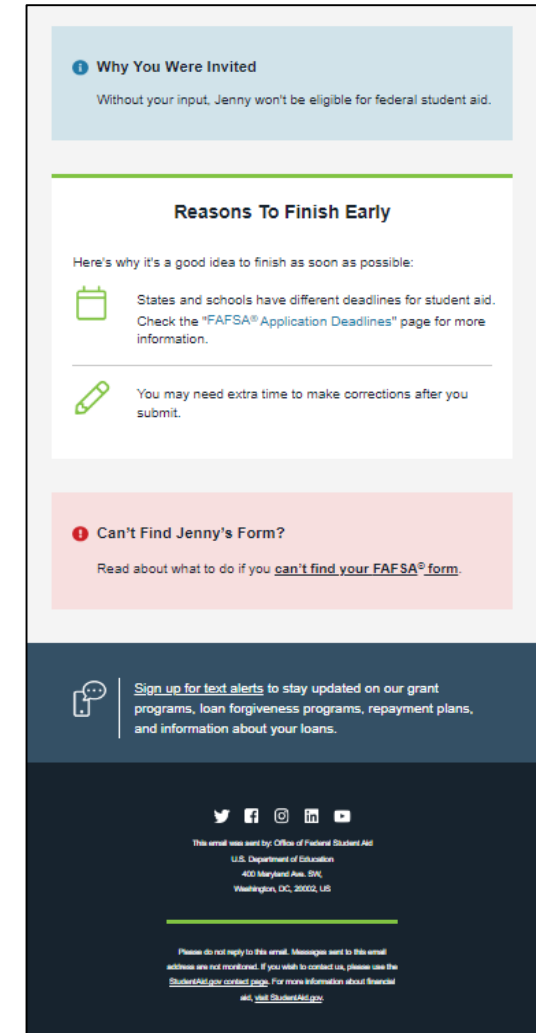 Why You Were Invited
Without your input, Jenny won't be eligible for federal student aid.
Reasons To Finish Early
Here's why it's a good idea to finish as soon as possible:
States and schools have different deadlines for student aid.
Check the "FAFSA® Application Deadlines" page for more
information.
You may need extra time to make corrections after you
submit.
Can't Find Jenny's Form?
Read about what to do if you can't find your FAFSA® form.
Sign up for text alerts to stay updated on our grant
programs, loan forgiveness programs, repayment plans,
and information about your loans.
This email was sent by: Office of Federal Student Aid
U.S. Department of Education
400 Maryland Ave. SW,
Washington, DC, 20002, US
Please do not reply to this email. Messages sent to this email
address are not monitored. If you wish to contact us, please use the
StudentAid.gov contact page. For more information about financial
aid, visit StudentAid.gov.